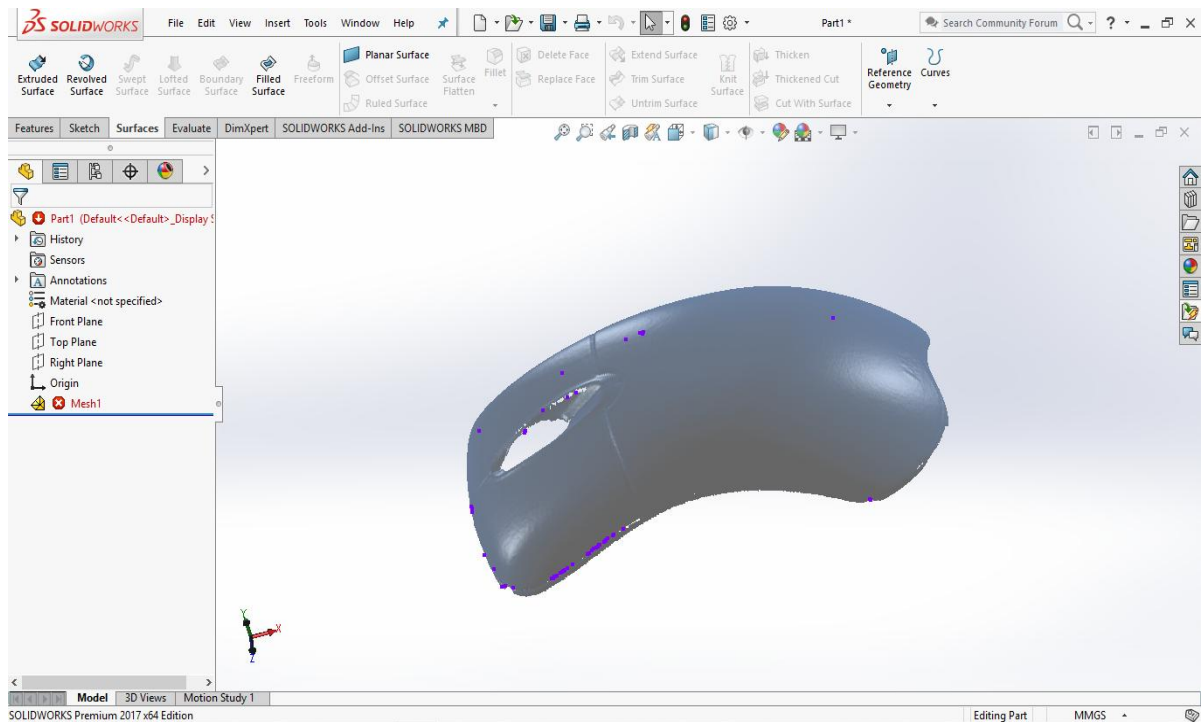 SOLIDWORKS File Edit View Insert Tools Window Help Part1 * Search Community Forum ?
Extruded Surface
Revolved Surface
Swept Surface
Lofted Surface
Boundary Surface
Filled Surface
Freeform
Planar Surface
Offset Surface
Ruled Surface
Surface Flatten
Fillet
Delete Face
Replace Face
Extend Surface
Trim Surface
Untrim Surface
Knit Surface
Thicken
Thickened Cut
Cut With Surface
Reference Geometry
Curves
Features Sketch Surfaces Evaluate DimXpert SOLIDWORKS Add-Ins SOLIDWORKS MBD
Part1 (Default<<Default>_Display S
History
Sensors
A Annotations
Material <not specified>
Front Plane
Top Plane
Right Plane
Origin
Mesh1
Y
X
Z
Model 3D Views Motion Study 1
SOLIDWORKS Premium 2017 x64 Edition Editing Part MMGS